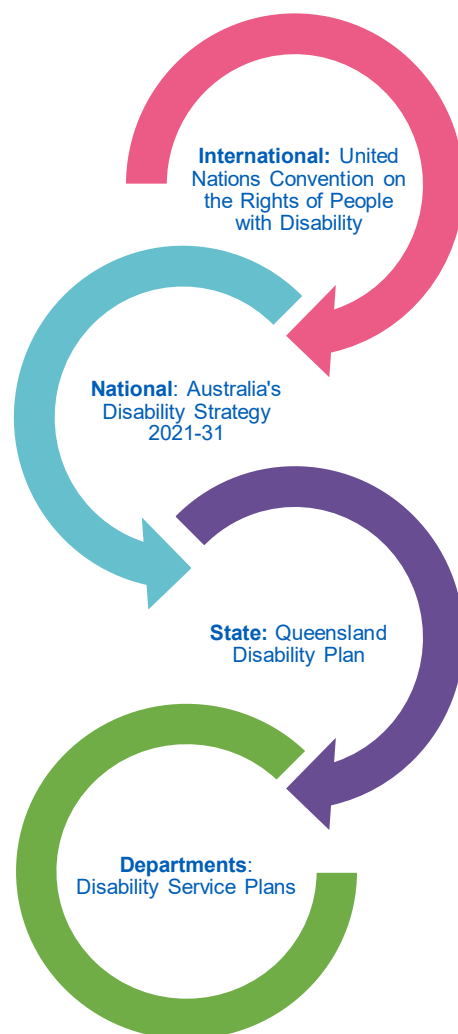 International: United
Nations Convention on
the Rights of People
with Disability
National: Australia's
Disability Strategy
2021-31
State: Queensland
Disability Plan
Departments:
Disability Service Plans